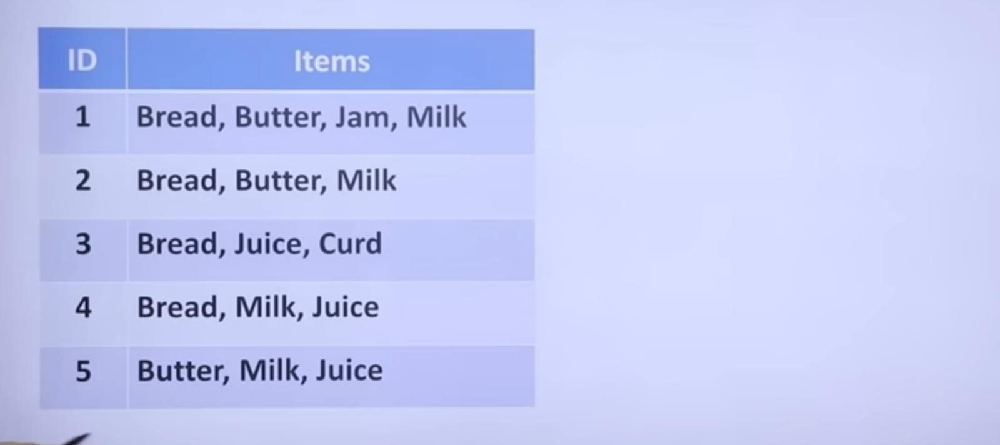 ID Items
1 Bread, Butter, Jam, Milk
2 Bread, Butter, Milk
3 Bread, Juice, Curd
4 Bread, Milk, Juice
5 Butter, Milk, Juice